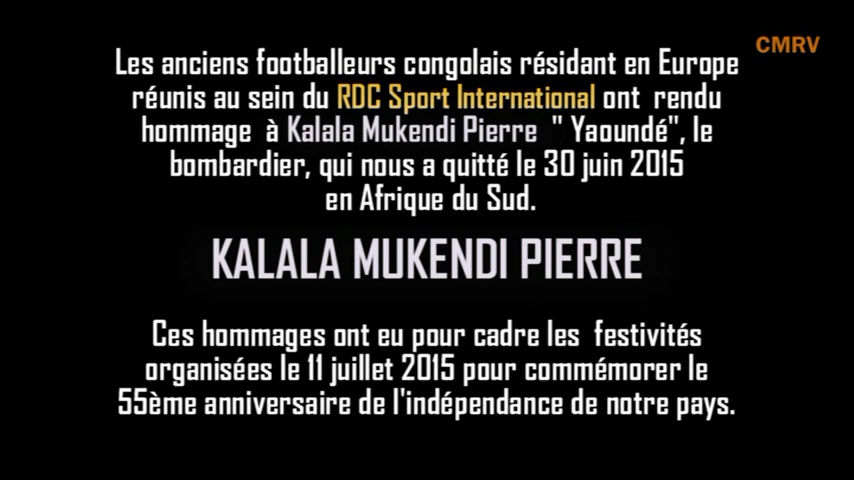 CMRV
Les anciens footballeurs congolais résidant en Europe
réunis au sein du RDC Sport International ont rendu
hommage à Kalala Mukendi Pierre " Yaoundé", le
bombardier, qui nous a quitté le 30 juin 2015
en Afrique du Sud.
KALALA MUKENDI PIERRE
Ces hommages ont eu pour cadre les festivités
organisées le 11 juillet 2015 pour commémorer le
55ème anniversaire de l'indépendance de notre pays.